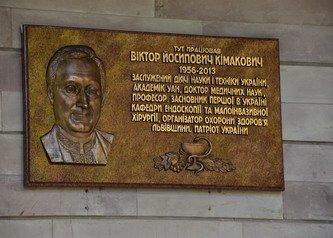 ТУТ ПРАЦЮВАВ
ВІКТОР ЙОСИПОВИЧ КІМАКОВИЧ
1956-2013
ЗАСЛУЖЕНИЙ ДІЯЧ НАУКИ І ТЕХНІКИ УКРАЇНИ,
АКАДЕМІК УАН, ДОКТОР МЕДИЧНИХ НАУК,
ПРОФЕСОР, ЗАСНОВНИК ПЕРШОЇ В УКРАЇНІ
КАФЕДРИ ЕНДОСКОПІЇ ТА МАЛОІНВАЗИВНОЇ
ХІРУРГІЇ, ОРГАНІЗАТОР ОХОРОНИ ЗДОРОВ'Я
ЛЬВІВЩИНИ, ПАТРІОТ УКРАЇНИ